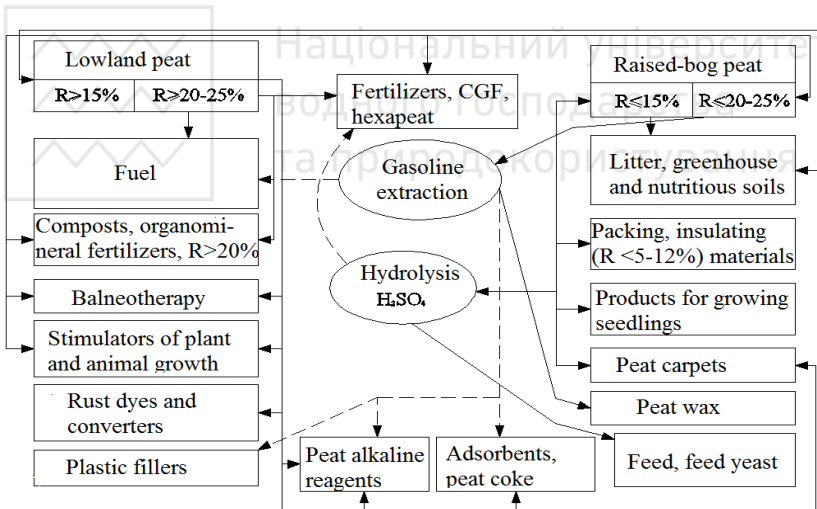 Національний університе
водного господарства
та природокористування
Lowland peat
R>15%
R⩾20-25%
Fuel
Composts, organomi-
neral fertilizers, R>20%
Balneotherapy
Stimulators of plant
and animal growth
Rust dyes and
converters
Plastic fillers
Fertilizers, CGF,
hexapeat
Gasoline
extraction
Hydrolysis
H₂SO₄
Peat alkaline
reagents
Adsorbents,
peat coke
Raised-bog peat
R⩽15%
R⩽20-25%
Litter, greenhouse
and nutritious soils
Packing, insulating
(R <5-12%) materials
Products for growing
seedlings
Peat carpets
Peat wax
Feed, feed yeast